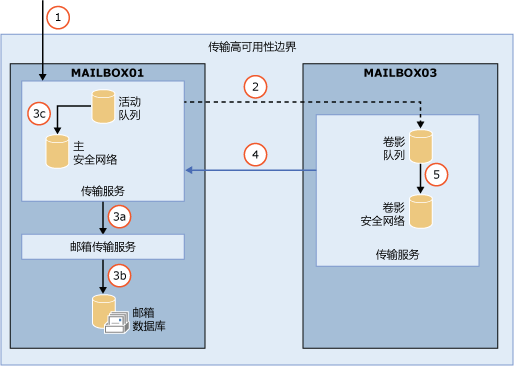 1
传输高可用性边界
MAILBOX01
MAILBOX03
2
活动
队列
3c
主
安全网络
卷影
队列
4
5
卷影
安全网络
传输服务
3a
邮箱传输服务
传输服务
3b
邮箱
数据库